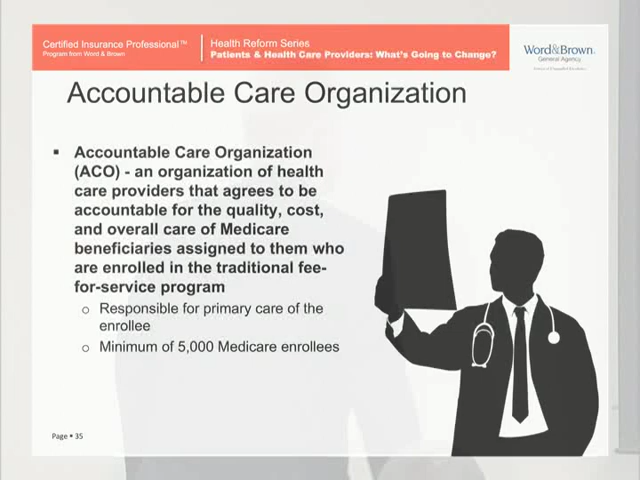 Certified Insurance Professional™
Program from Word & Brown
Health Reform Series
Patients & Health Care Providers: What's Going to Change?
Word&Brown.
General Agency
Accountable Care Organization
▪ Accountable Care Organization
(ACO) - an organization of health
care providers that agrees to be
accountable for the quality, cost,
and overall care of Medicare
beneficiaries assigned to them who
are enrolled in the traditional fee-
for-service program
o Responsible for primary care of the
enrollee
o Minimum of 5,000 Medicare enrollees
Page ▪ 35